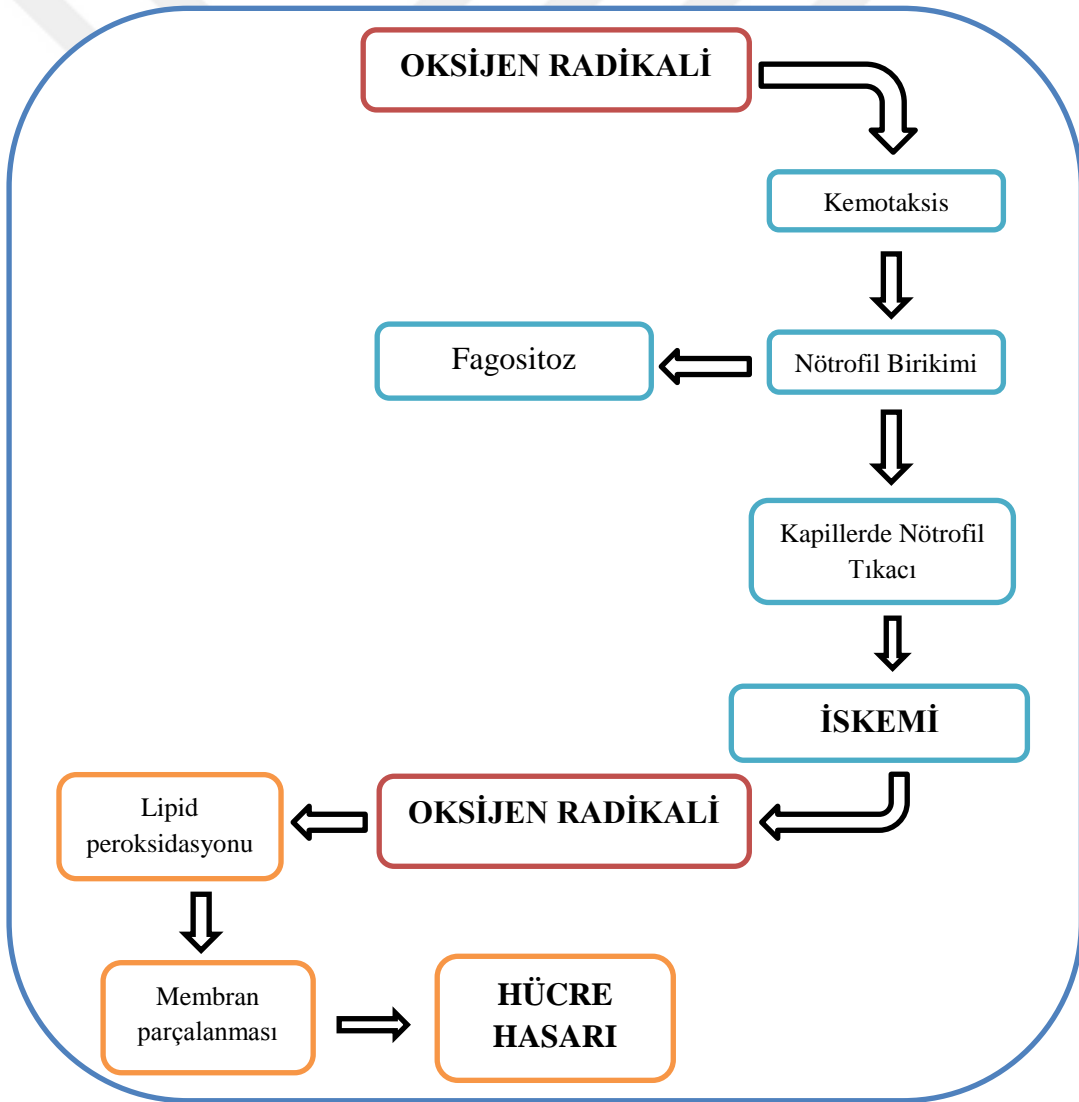 OKSİJEN RADİKALİ
Kemotaksis
Fagositoz
Nötrofil Birikimi
Kapillerde Nötrofil
Tıkacı
İSKEMİ
OKSİJEN RADİKALİ
Lipid
peroksidasyonu
Membran
parçalanması
HÜCRE
HASARI